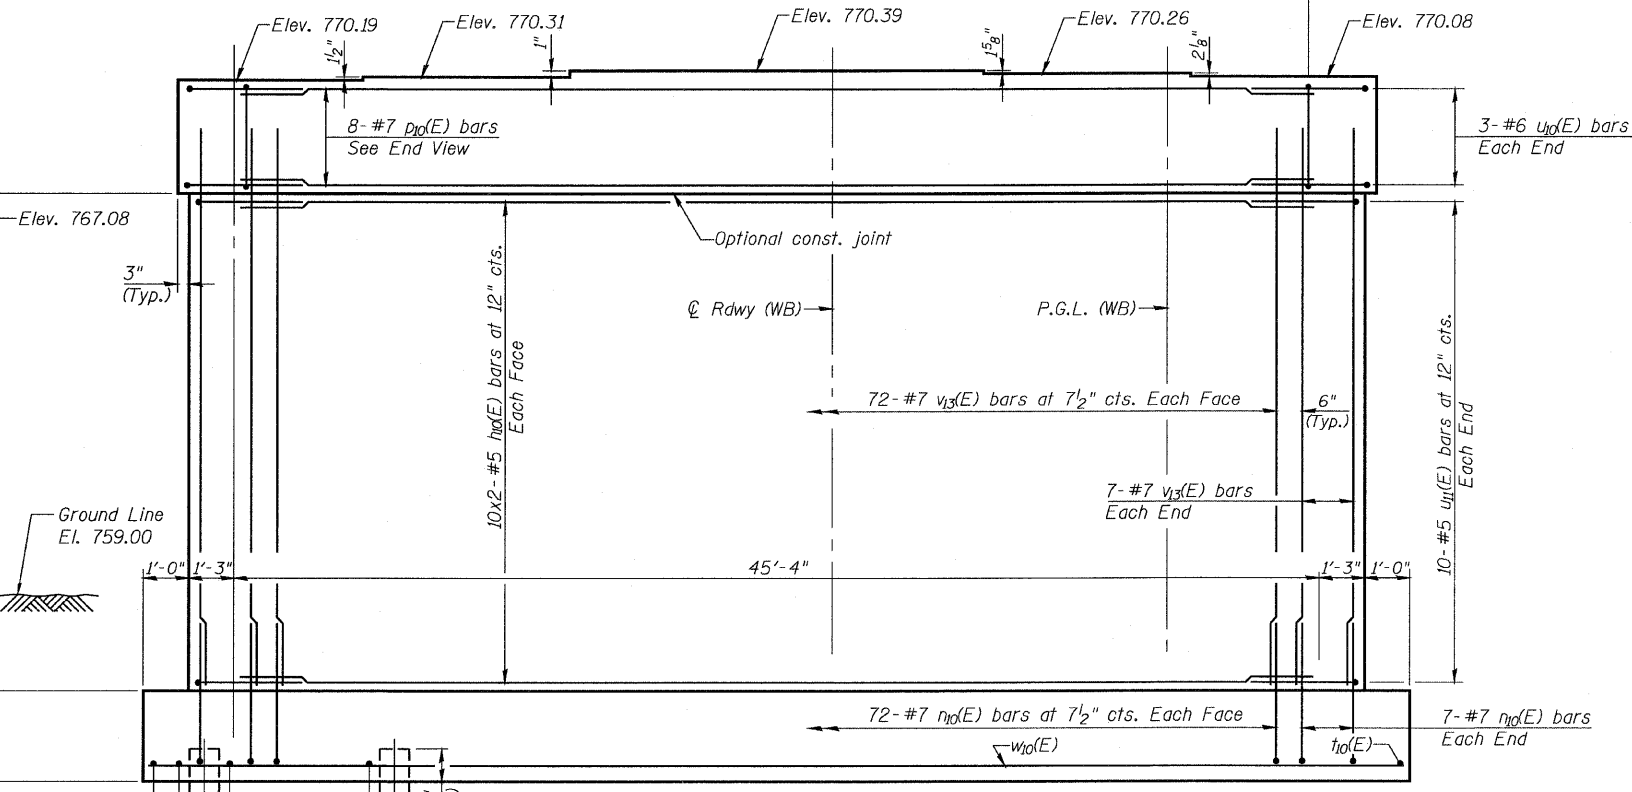 Elev. 770.19
Elev. 770.31
Elev. 770.39
Elev. 770.26
Elev. 770.08
1½"
1"
1⅝"
2⅛"
8-#7 p10(E) bars
See End View
3-#6 u10(E) bars
Each End
Elev. 767.08
Optional const. joint
3"
(Typ.)
℄ Rdwy (WB)
P.G.L. (WB)
10x2-#5 h10(E) bars at 12" cts.
Each Face
72-#7 v13(E) bars at 7½" cts. Each Face
6"
(Typ.)
7-#7 v13(E) bars
Each End
10-#5 u11(E) bars at 12" cts.
Each End
Ground Line
El. 759.00
1'-0"
1'-3"
45'-4"
1'-3"
1'-0"
72-#7 n10(E) bars at 7½" cts. Each Face
7-#7 n10(E) bars
Each End
w10(E)
t10(E)